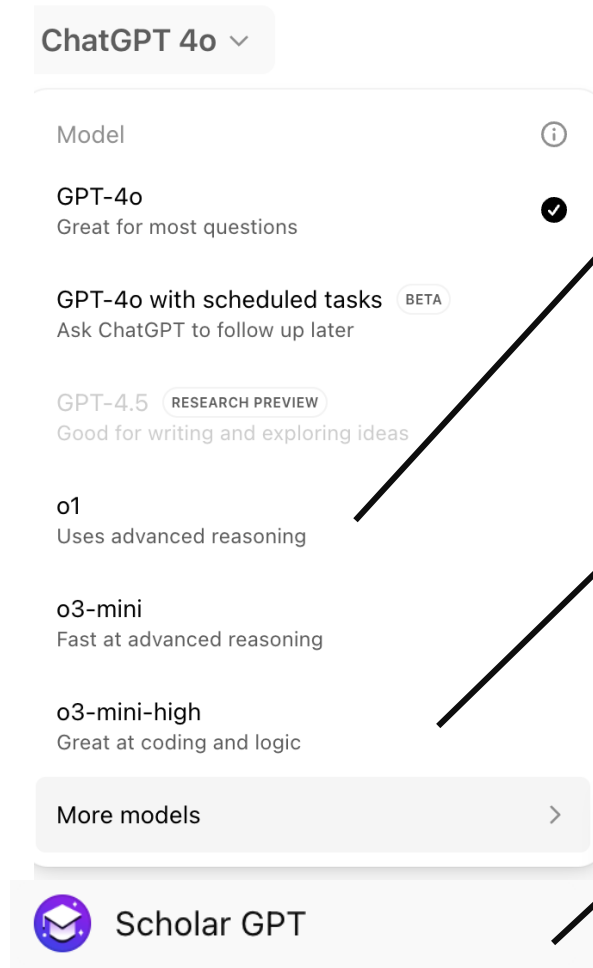 ChatGPT 4o
Model
GPT-4o
Great for most questions
GPT-4o with scheduled tasks BETA
Ask ChatGPT to follow up later
GPT-4.5 RESEARCH PREVIEW
Good for writing and exploring ideas
o1
Uses advanced reasoning
o3-mini
Fast at advanced reasoning
o3-mini-high
Great at coding and logic
More models
Scholar GPT